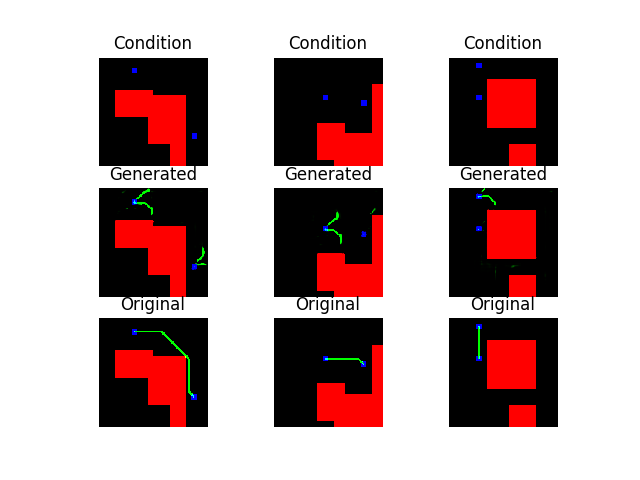 Condition
Condition
Condition
Generated
Generated
Generated
Original
Original
Original